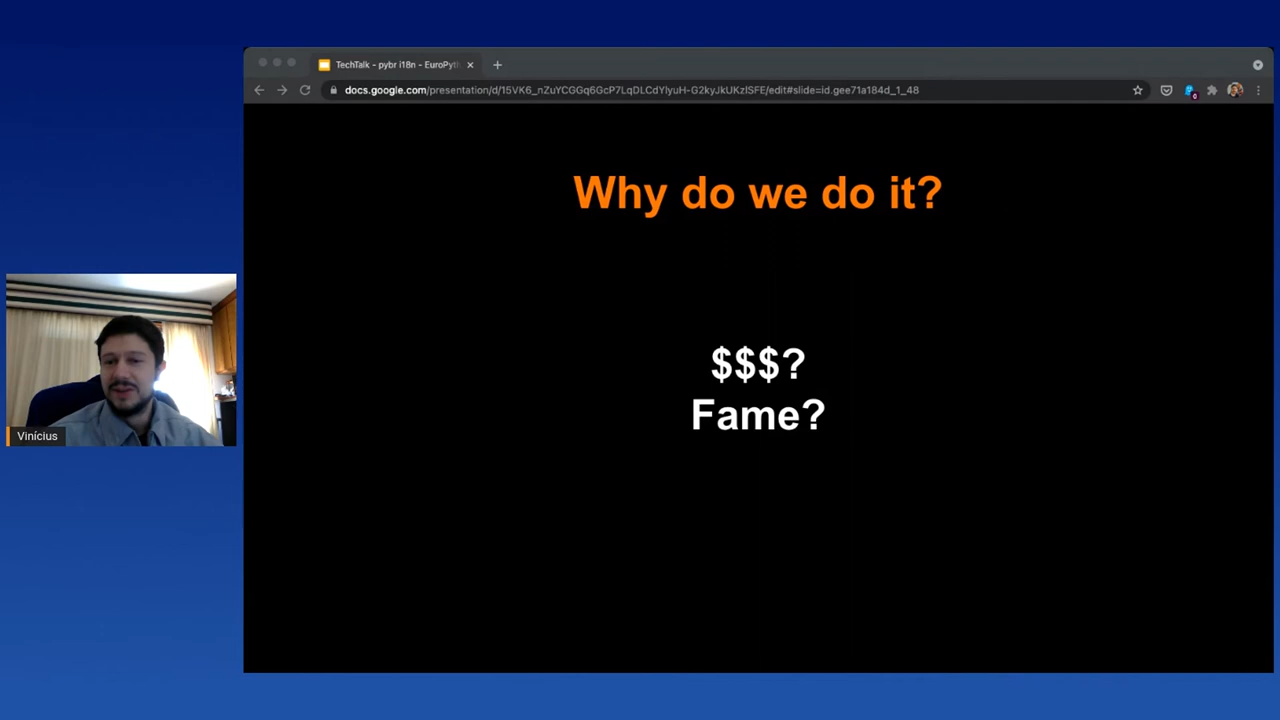 TechTalk - pybr i18n - EuroPyth
docs.google.com/presentation/d/15VK6_nZuYCGGq6GcP7LqDLCdYlyuH-G2kyJkUKzISFE/edit#slide=id.gee71a184d_1_48
Why do we do it?
$$$?
Fame?
Vinícius